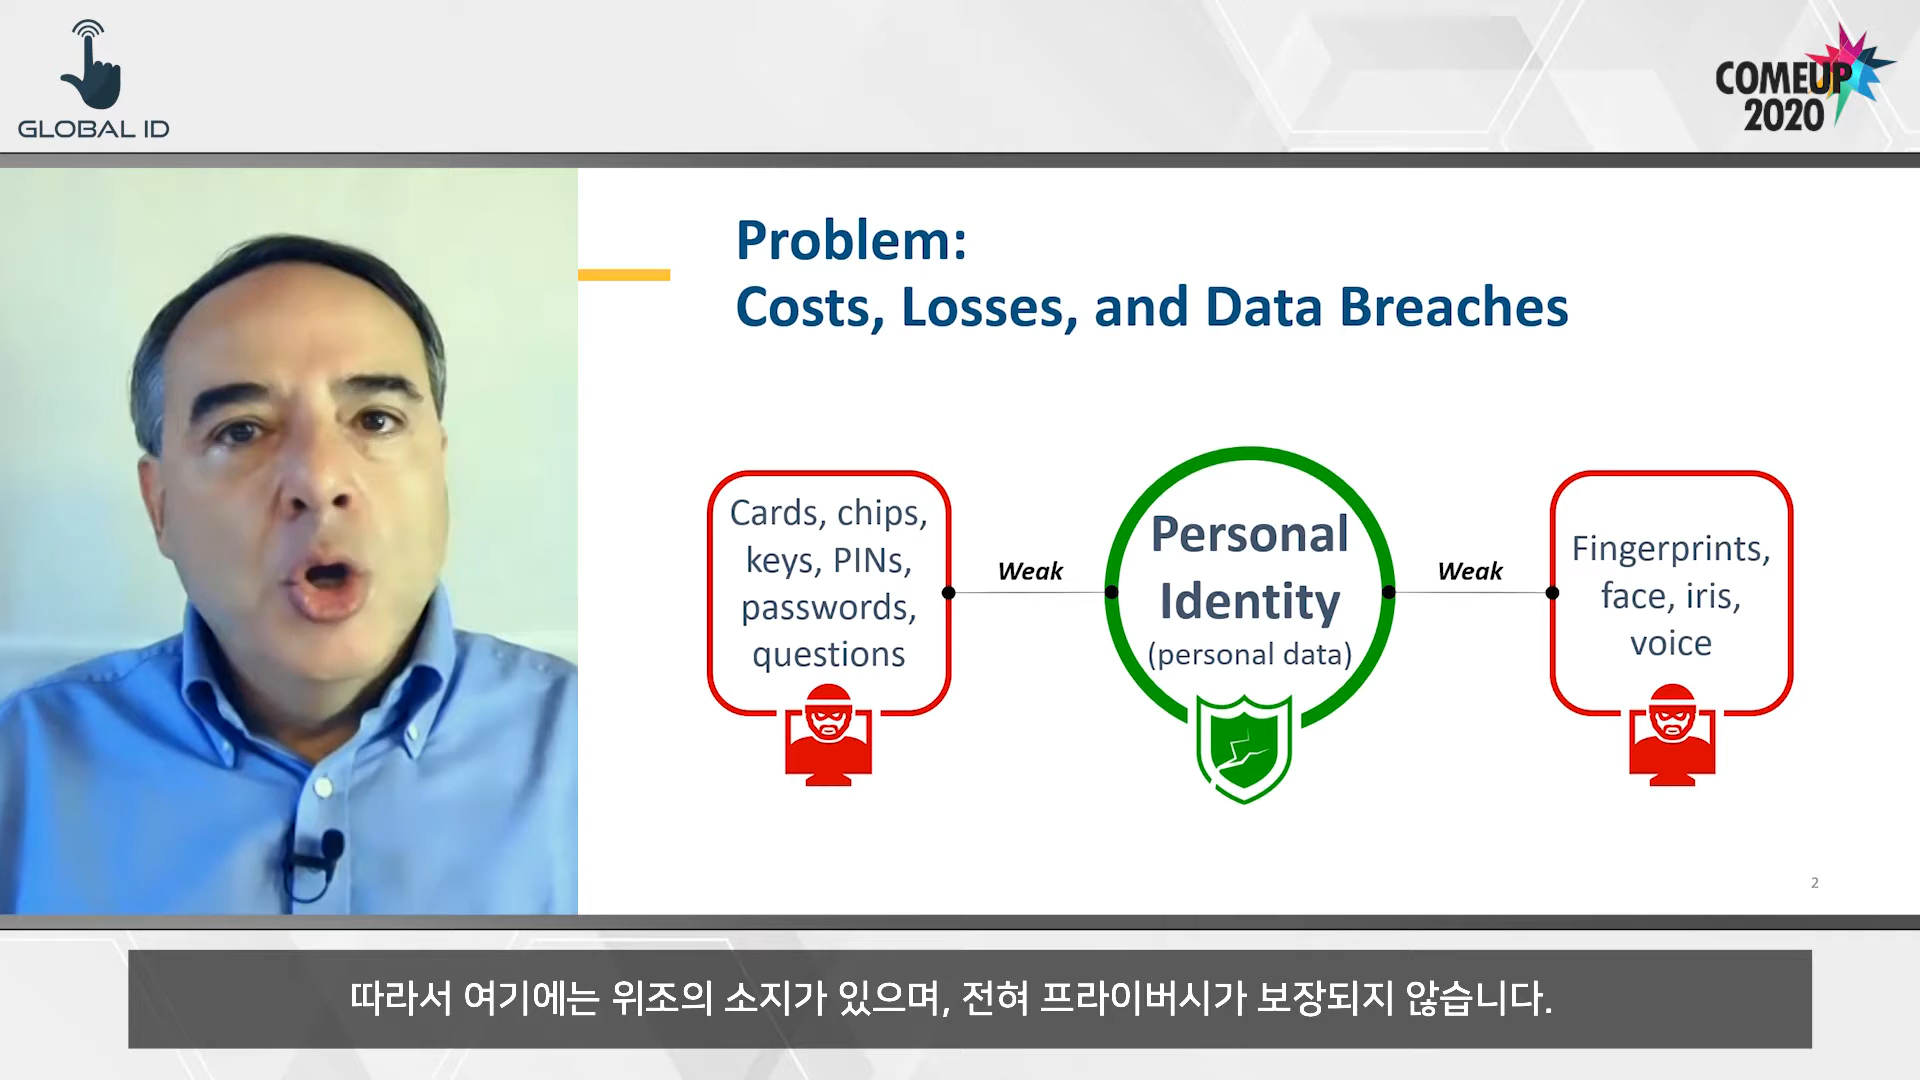 GLOBAL ID
COMEUP
2020
Problem:
Costs, Losses, and Data Breaches
Cards, chips,
keys, PINs,
passwords,
questions
Weak
Personal
Identity
(personal data)
Weak
Fingerprints,
face, iris,
voice
2
따라서 여기에는 위조의 소지가 있으며, 전혀 프라이버시가 보장되지 않습니다.